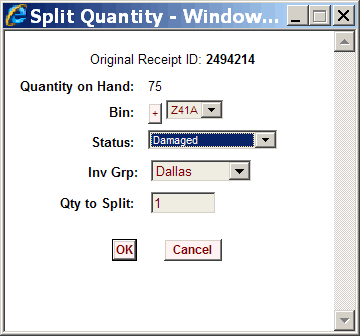 Split Quantity - Window...
Original Receipt ID: 2494214
Quantity on Hand: 75
Bin: + Z41A
Status: Damaged
Inv Grp: Dallas
Qty to Split: 1
OK Cancel